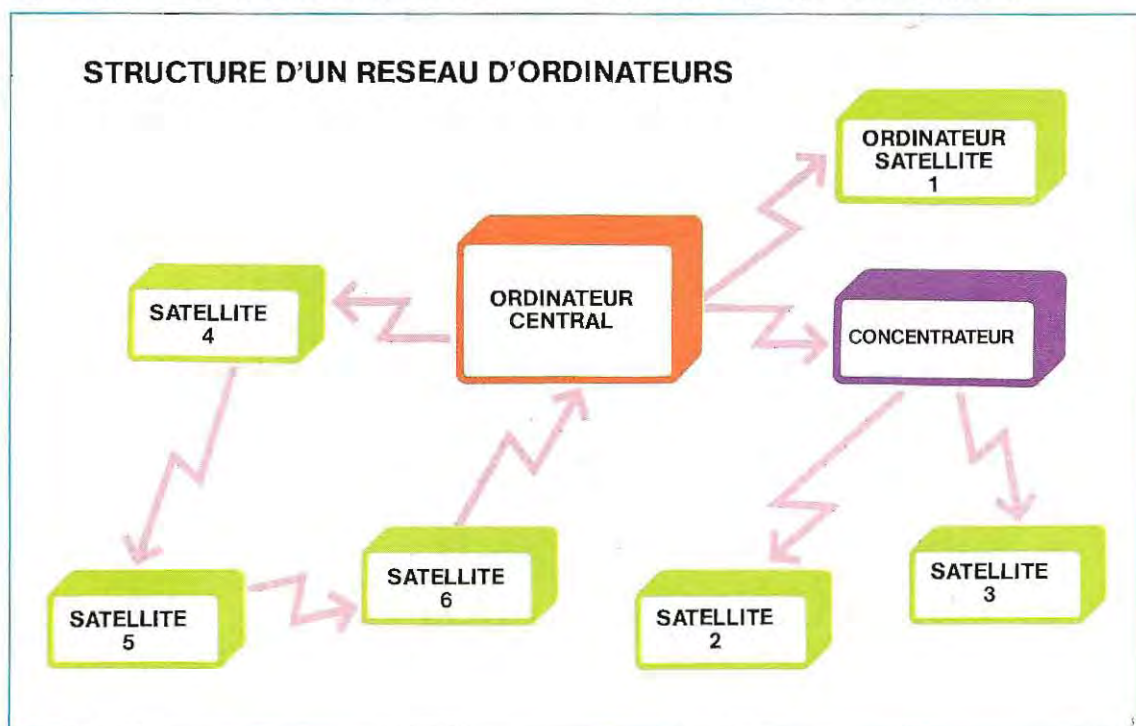 STRUCTURE D'UN RESEAU D'ORDINATEURS
ORDINATEUR
SATELLITE
1
SATELLITE
4
ORDINATEUR
CENTRAL
CONCENTRATEUR
SATELLITE
5
SATELLITE
6
SATELLITE
2
SATELLITE
3